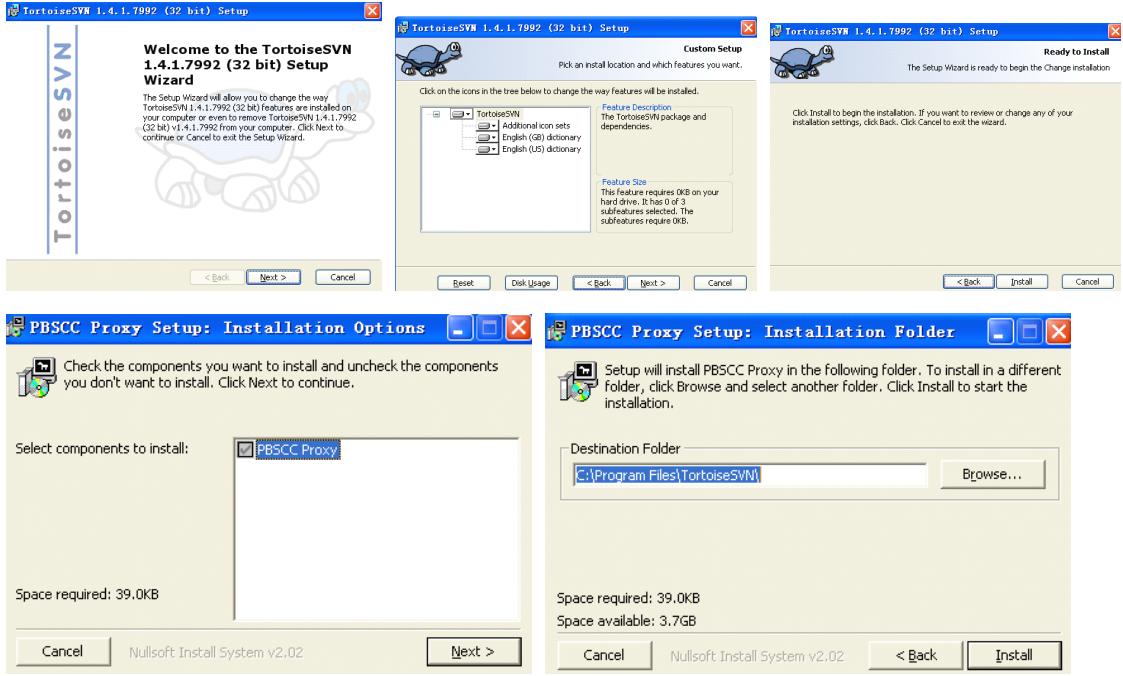 TortoiseSVN 1.4.1.7992 (32 bit) Setup
TortoiseSVN
Welcome to the TortoiseSVN
1.4.1.7992 (32 bit) Setup
Wizard
The Setup Wizard will allow you to change the way
TortoiseSVN 1.4.1.7992 (32 bit) features are installed on
your computer or even to remove TortoiseSVN 1.4.1.7992
(32 bit) v1.4.1.7992 from your computer. Click Next to
continue or Cancel to exit the Setup Wizard.
< Back
Next >
Cancel
TortoiseSVN 1.4.1.7992 (32 bit) Setup
Custom Setup
Pick an install location and which features you want.
Click on the icons in the tree below to change the way features will be installed.
TortoiseSVN
Additional icon sets
English (GB) dictionary
English (US) dictionary
Feature Description
The TortoiseSVN package and
dependencies.
Feature Size
This feature requires 0KB on your
hard drive. It has 0 of 3
subfeatures selected. The
subfeatures require 0KB.
Reset
Disk Usage
< Back
Next >
Cancel
TortoiseSVN 1.4.1.7992 (32 bit) Setup
Ready to Install
The Setup Wizard is ready to begin the Change installation
Click Install to begin the installation. If you want to review or change any of your
installation settings, click Back. Click Cancel to exit the wizard.
< Back
Install
Cancel
PBSCC Proxy Setup: Installation Options
Check the components you want to install and uncheck the components
you don't want to install. Click Next to continue.
Select components to install:
PBSCC Proxy
Space required: 39.0KB
Cancel
Nullsoft Install System v2.02
Next >
PBSCC Proxy Setup: Installation Folder
Setup will install PBSCC Proxy in the following folder. To install in a different
folder, click Browse and select another folder. Click Install to start the
installation.
Destination Folder
C:\Program Files\TortoiseSVN\
Browse...
Space required: 39.0KB
Space available: 3.7GB
Cancel
Nullsoft Install System v2.02
< Back
Install